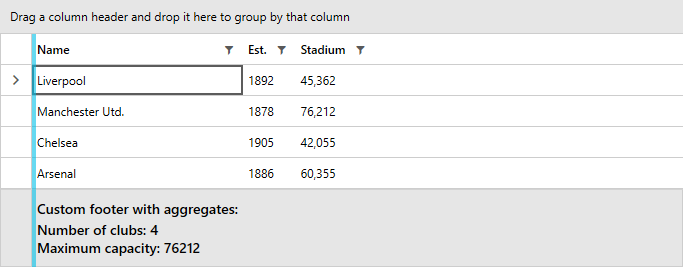 Drag a column header and drop it here to group by that column
Name Est. Stadium
Liverpool 1892 45,362
Manchester Utd. 1878 76,212
Chelsea 1905 42,055
Arsenal 1886 60,355
Custom footer with aggregates:
Number of clubs: 4
Maximum capacity: 76212